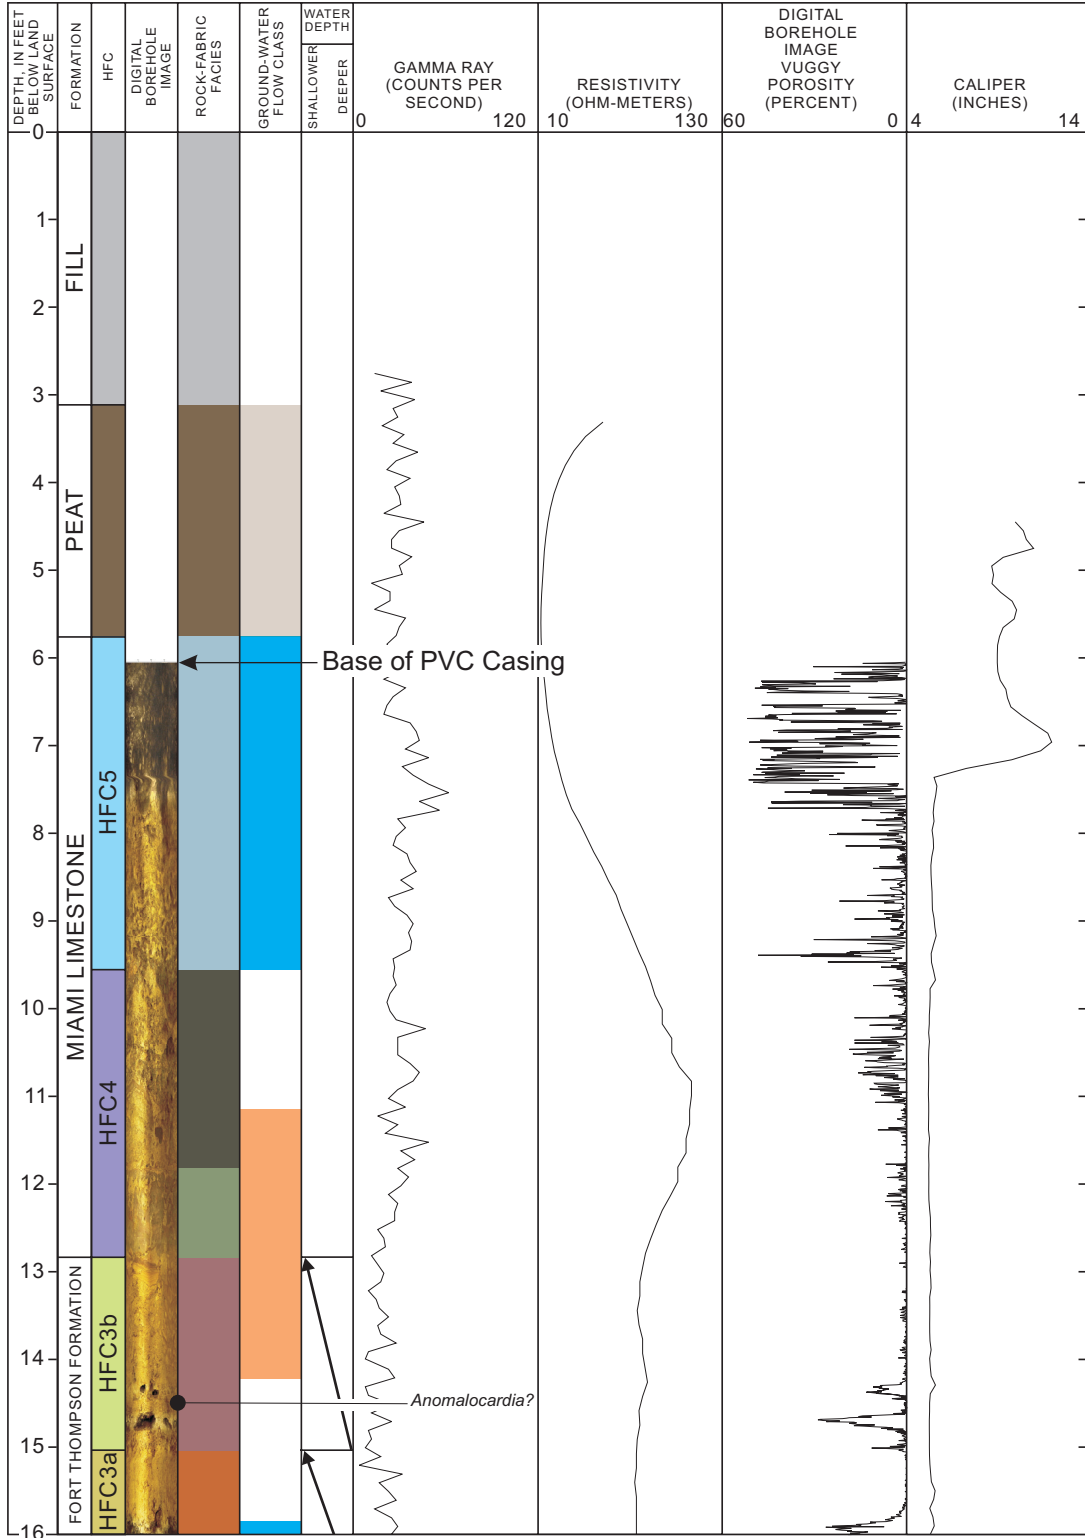 DEPTH, IN FEET
BELOW LAND
SURFACE
FORMATION
HFC
DIGITAL
BOREHOLE
IMAGE
ROCK-FABRIC
FACIES
GROUND-WATER
FLOW CLASS
WATER
DEPTH
SHALLOWER
DEEPER
GAMMA RAY
(COUNTS PER
SECOND)
0 120
RESISTIVITY
(OHM-METERS)
10 130
DIGITAL
BOREHOLE
IMAGE
VUGGY
POROSITY
(PERCENT)
60 0
CALIPER
(INCHES)
4 14
0
1
FILL
2
3
4
PEAT
5
6
Base of PVC Casing
7
HFC5
8
MIAMI LIMESTONE
9
10
11
HFC4
12
13
FORT THOMPSON FORMATION
HFC3b
14
Anomalocardia?
15
HFC3a
16